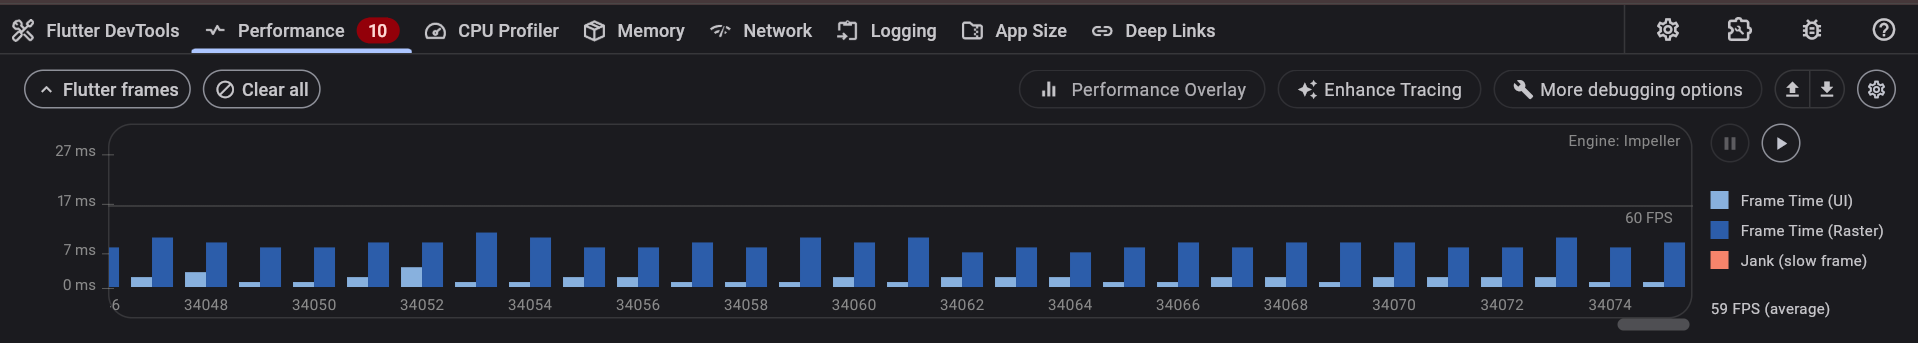 Flutter DevTools Performance 10 CPU Profiler Memory Network Logging App Size Deep Links
Flutter frames Clear all Performance Overlay Enhance Tracing More debugging options
Engine: Impeller
27 ms
17 ms
60 FPS
7 ms
0 ms
6 34048 34050 34052 34054 34056 34058 34060 34062 34064 34066 34068 34070 34072 34074
Frame Time (UI)
Frame Time (Raster)
Jank (slow frame)
59 FPS (average)